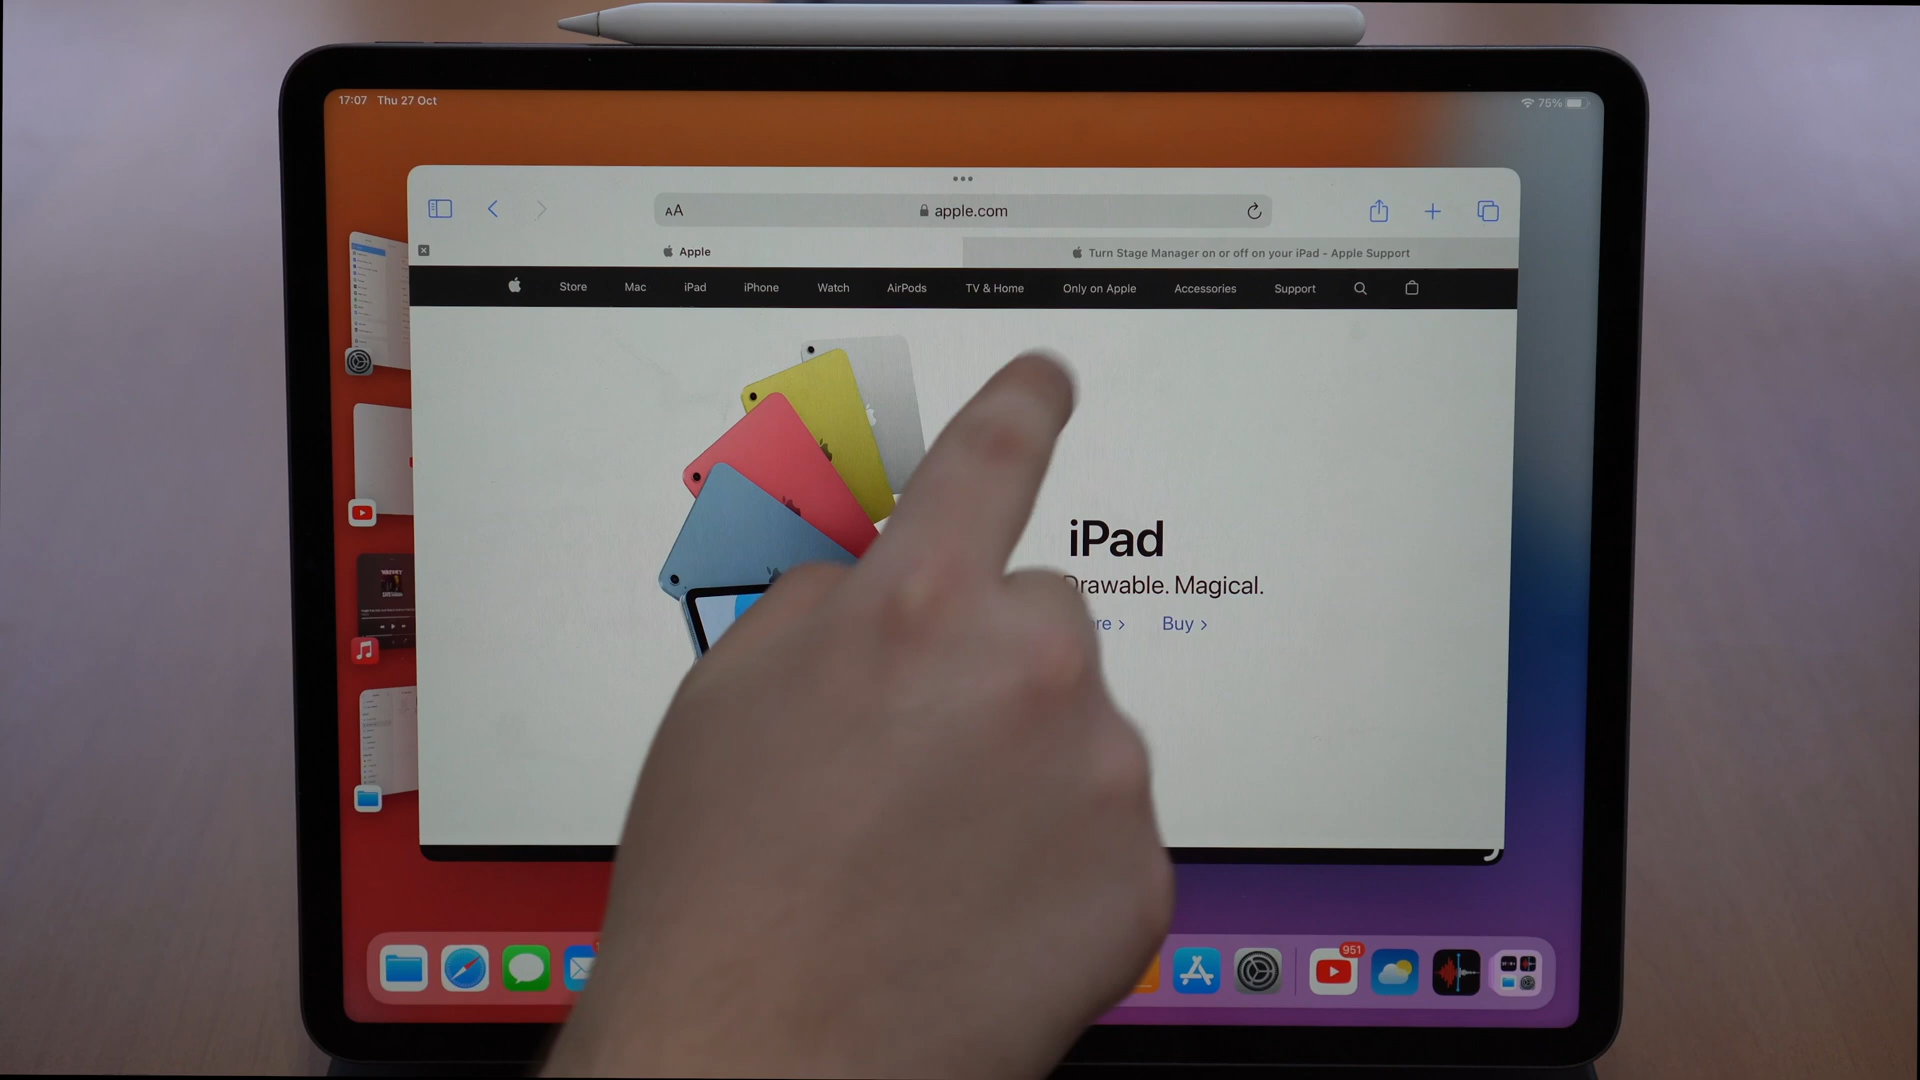 17:07 Thu 27 Oct
75%
AA
apple.com
Apple
Turn Stage Manager on or off on your iPad - Apple Support
Store Mac iPad iPhone Watch AirPods TV & Home Only on Apple Accessories Support
iPad
Drawable. Magical.
Buy >
951